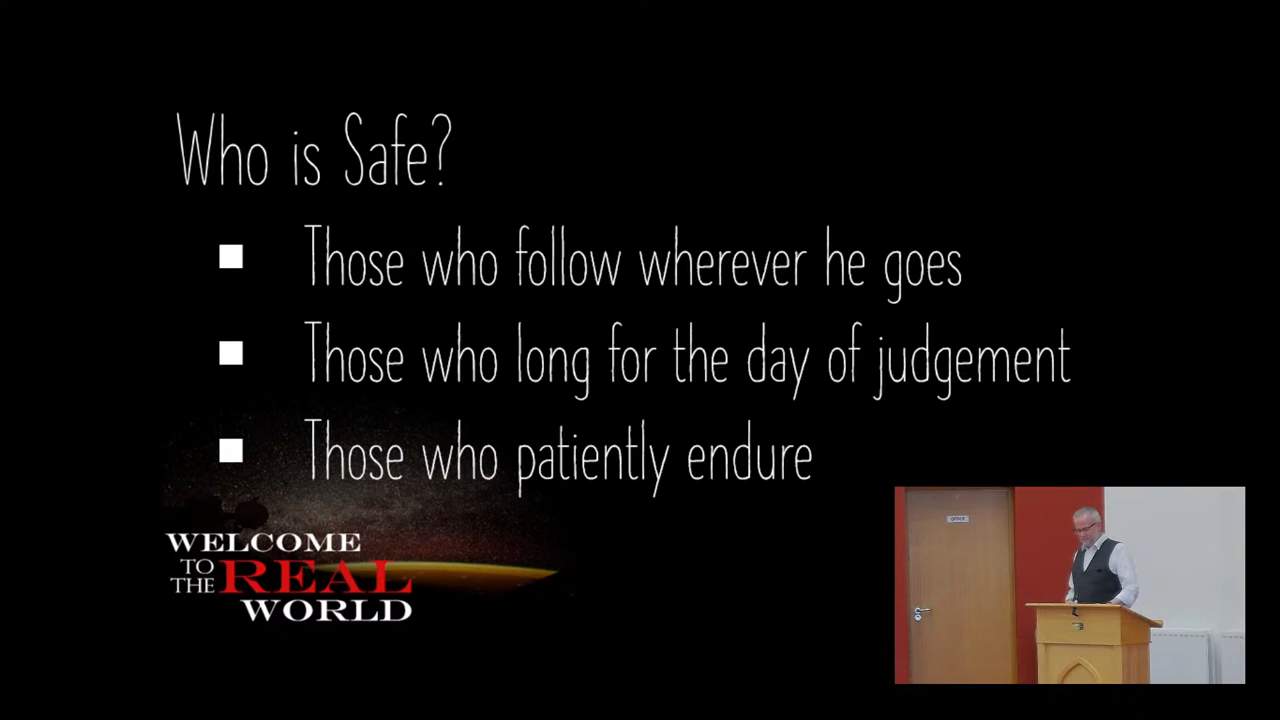 Who is Safe?
Those who follow wherever he goes
Those who long for the day of judgement
Those who patiently endure
WELCOME
TO
THE REAL
WORLD
OFFICE